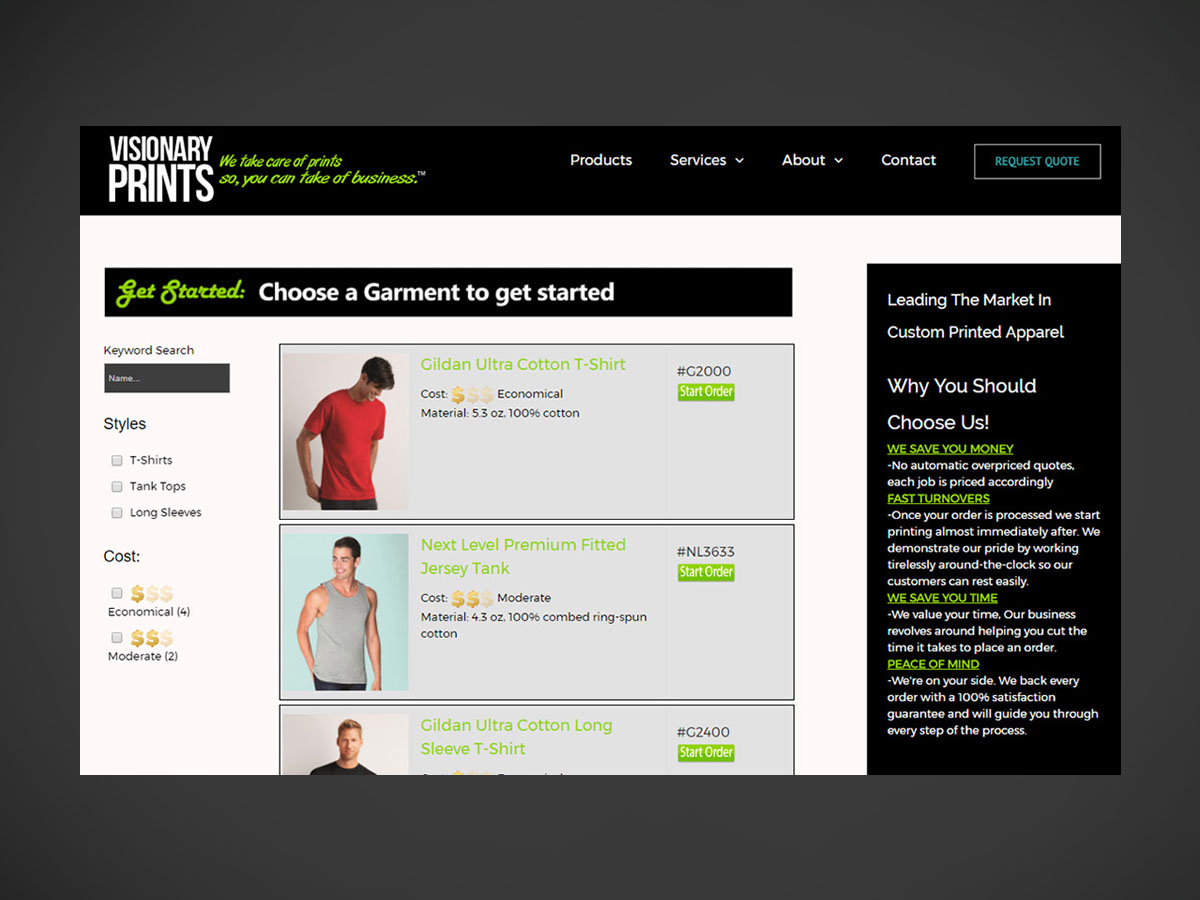 VISIONARY
PRINTS
We take care of prints
so, you can take of business.™
Products
Services
About
Contact
REQUEST QUOTE
Get Started: Choose a Garment to get started
Keyword Search
Name...
Styles
T-Shirts
Tank Tops
Long Sleeves
Cost:
$$$
Economical (4)
$$$
Moderate (2)
Gildan Ultra Cotton T-Shirt
Cost: $$$ Economical
Material: 5.3 oz, 100% cotton
#G2000
Start Order
Next Level Premium Fitted
Jersey Tank
Cost: $$$ Moderate
Material: 4.3 oz, 100% combed ring-spun
cotton
#NL3633
Start Order
Gildan Ultra Cotton Long
Sleeve T-Shirt
#G2400
Start Order
Leading The Market In
Custom Printed Apparel
Why You Should
Choose Us!
WE SAVE YOU MONEY
-No automatic overpriced quotes,
each job is priced accordingly
FAST TURNOVERS
-Once your order is processed we start
printing almost immediately after. We
demonstrate our pride by working
tirelessly around-the-clock so our
customers can rest easily.
WE SAVE YOU TIME
-We value your time, Our business
revolves around helping you cut the
time it takes to place an order.
PEACE OF MIND
-We're on your side. We back every
order with a 100% satisfaction
guarantee and will guide you through
every step of the process.